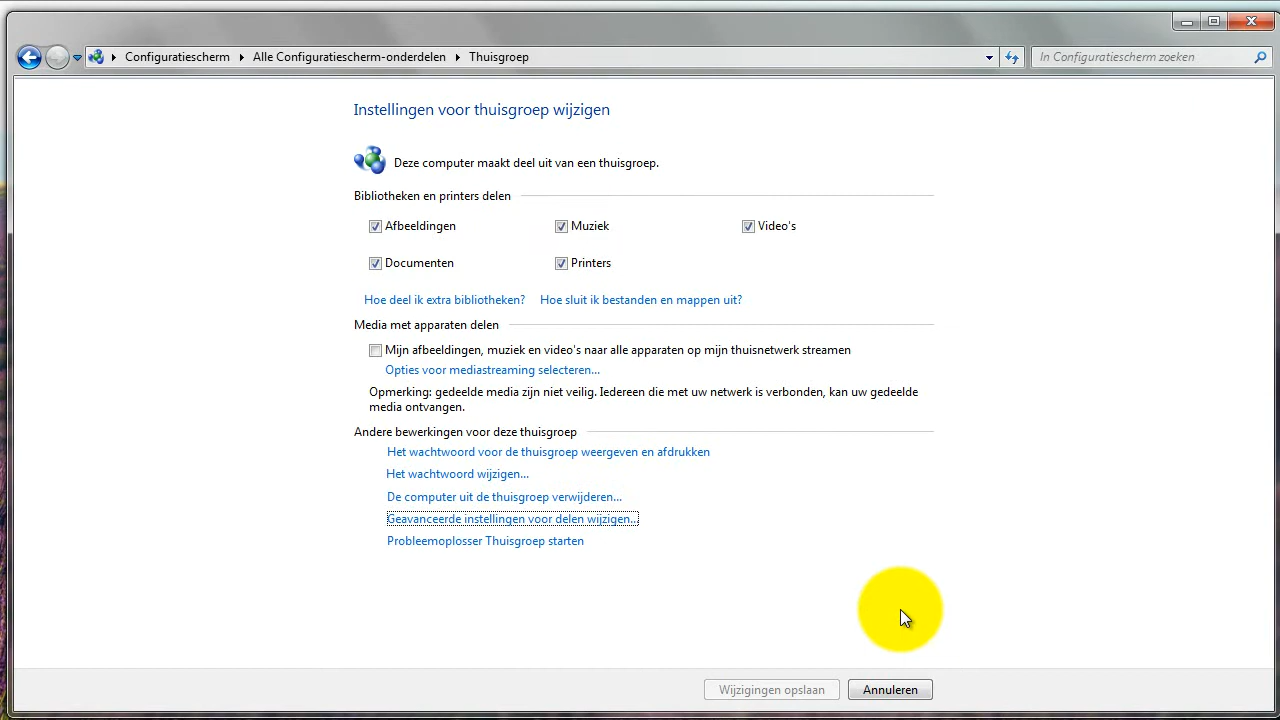 Configuratiescherm Alle Configuratiescherm-onderdelen Thuisgroep In Configuratiescherm zoeken
Instellingen voor thuisgroep wijzigen
Deze computer maakt deel uit van een thuisgroep.
Bibliotheken en printers delen
Afbeeldingen Muziek Video's
Documenten Printers
Hoe deel ik extra bibliotheken? Hoe sluit ik bestanden en mappen uit?
Media met apparaten delen
Mijn afbeeldingen, muziek en video's naar alle apparaten op mijn thuisnetwerk streamen
Opties voor mediastreaming selecteren...
Opmerking: gedeelde media zijn niet veilig. Iedereen die met uw netwerk is verbonden, kan uw gedeelde
media ontvangen.
Andere bewerkingen voor deze thuisgroep
Het wachtwoord voor de thuisgroep weergeven en afdrukken
Het wachtwoord wijzigen...
De computer uit de thuisgroep verwijderen...
Geavanceerde instellingen voor delen wijzigen...
Probleemoplosser Thuisgroep starten
Wijzigingen opslaan Annuleren